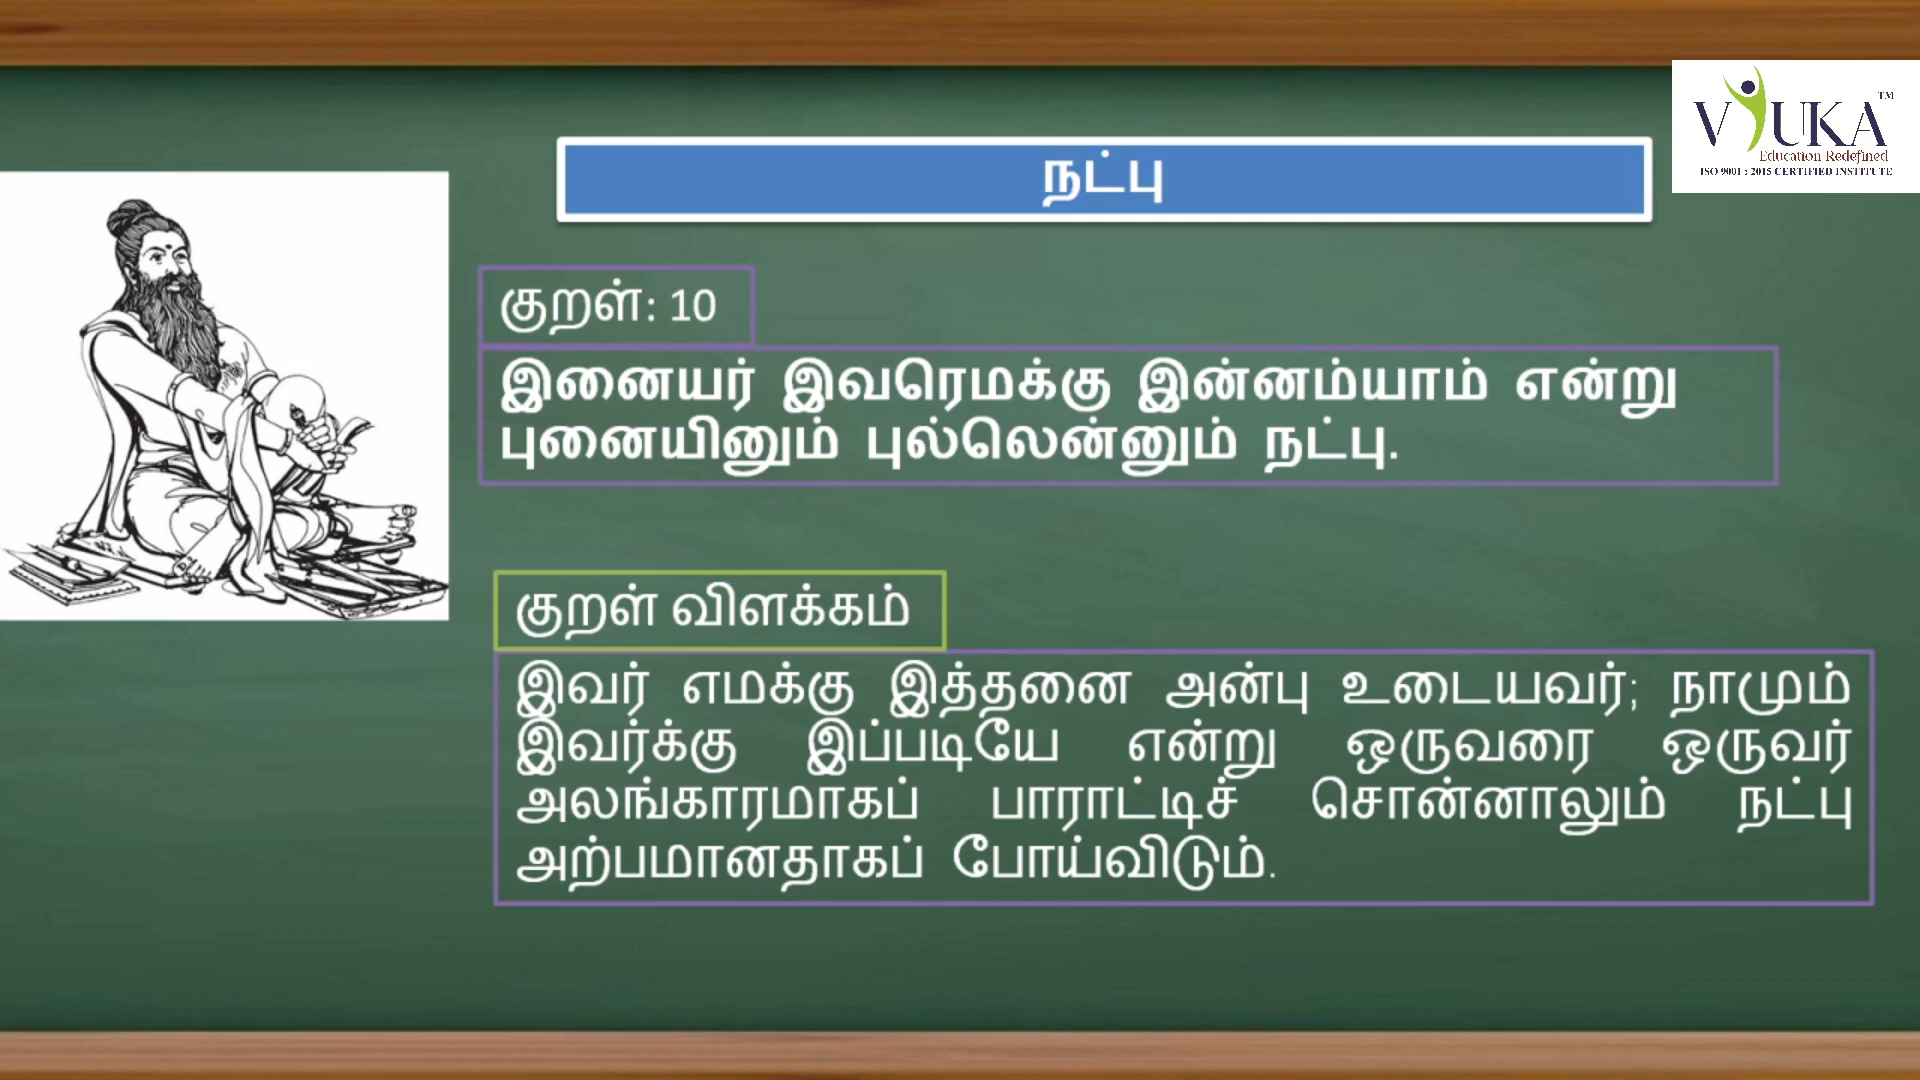 VIUKA™
Education Redefined
ISO 9001 : 2015 CERTIFIED INSTITUTE
நட்பு
குறள்: 10
இனையர் இவரெமக்கு இன்னம்யாம் என்று
புனையினும் புல்லென்னும் நட்பு.
குறள் விளக்கம்
இவர் எமக்கு இத்தனை அன்பு உடையவர்; நாமும்
இவர்க்கு இப்படியே என்று ஒருவரை ஒருவர்
அலங்காரமாகப் பாராட்டிச் சொன்னாலும் நட்பு
அற்பமானதாகப் போய்விடும்.